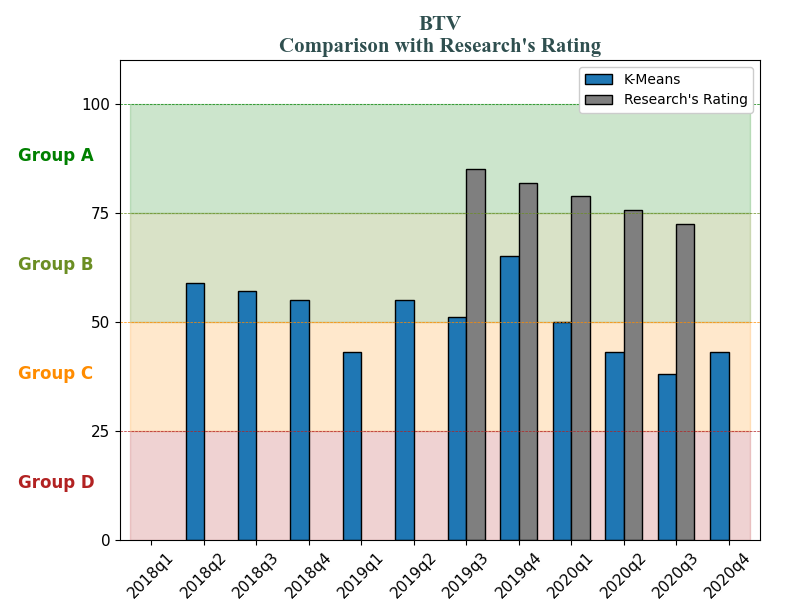 BTV
Comparison with Research's Rating
K-Means
Research's Rating
100
Group A
75
Group B
50
Group C
25
Group D
0
2018q1
2018q2
2018q3
2018q4
2019q1
2019q2
2019q3
2019q4
2020q1
2020q2
2020q3
2020q4